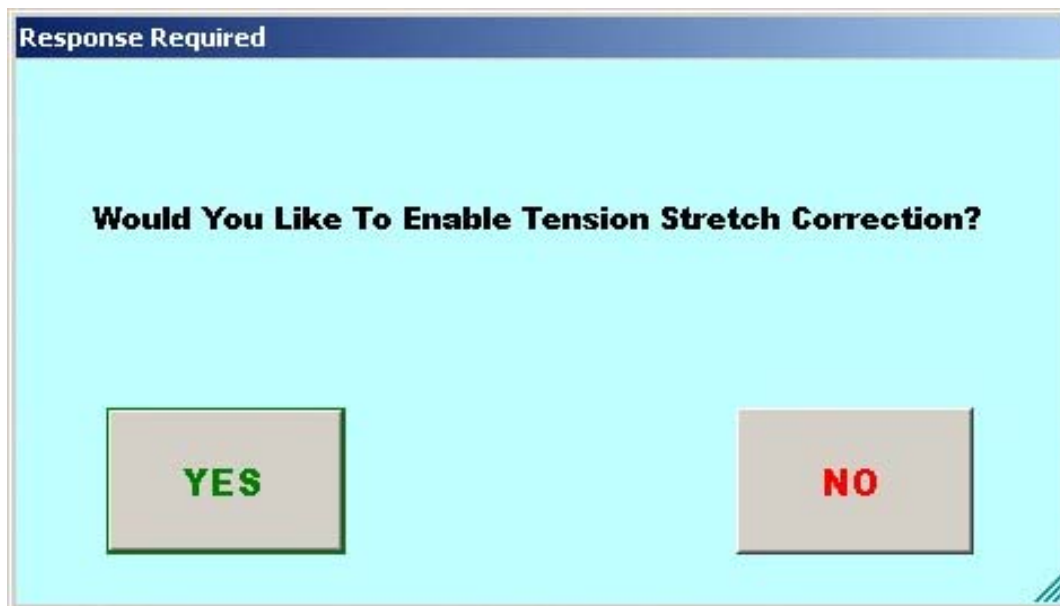 Response Required
Would You Like To Enable Tension Stretch Correction?
YES
NO